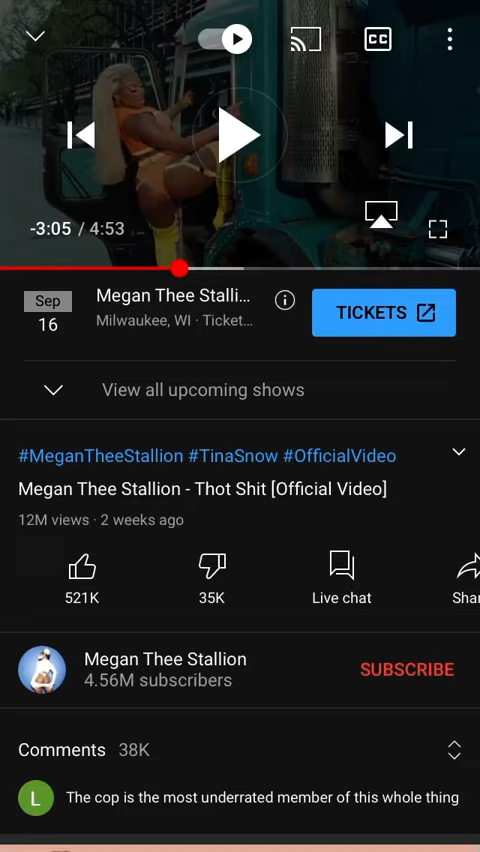 CC
-3:05 / 4:53
Sep
16
Megan Thee Stalli...
Milwaukee, WI · Ticket...
TICKETS
View all upcoming shows
#MeganTheeStallion #TinaSnow #OfficialVideo
Megan Thee Stallion - Thot Shit [Official Video]
12M views · 2 weeks ago
521K
35K
Live chat
Shar
Megan Thee Stallion
4.56M subscribers
SUBSCRIBE
Comments 38K
L
The cop is the most underrated member of this whole thing